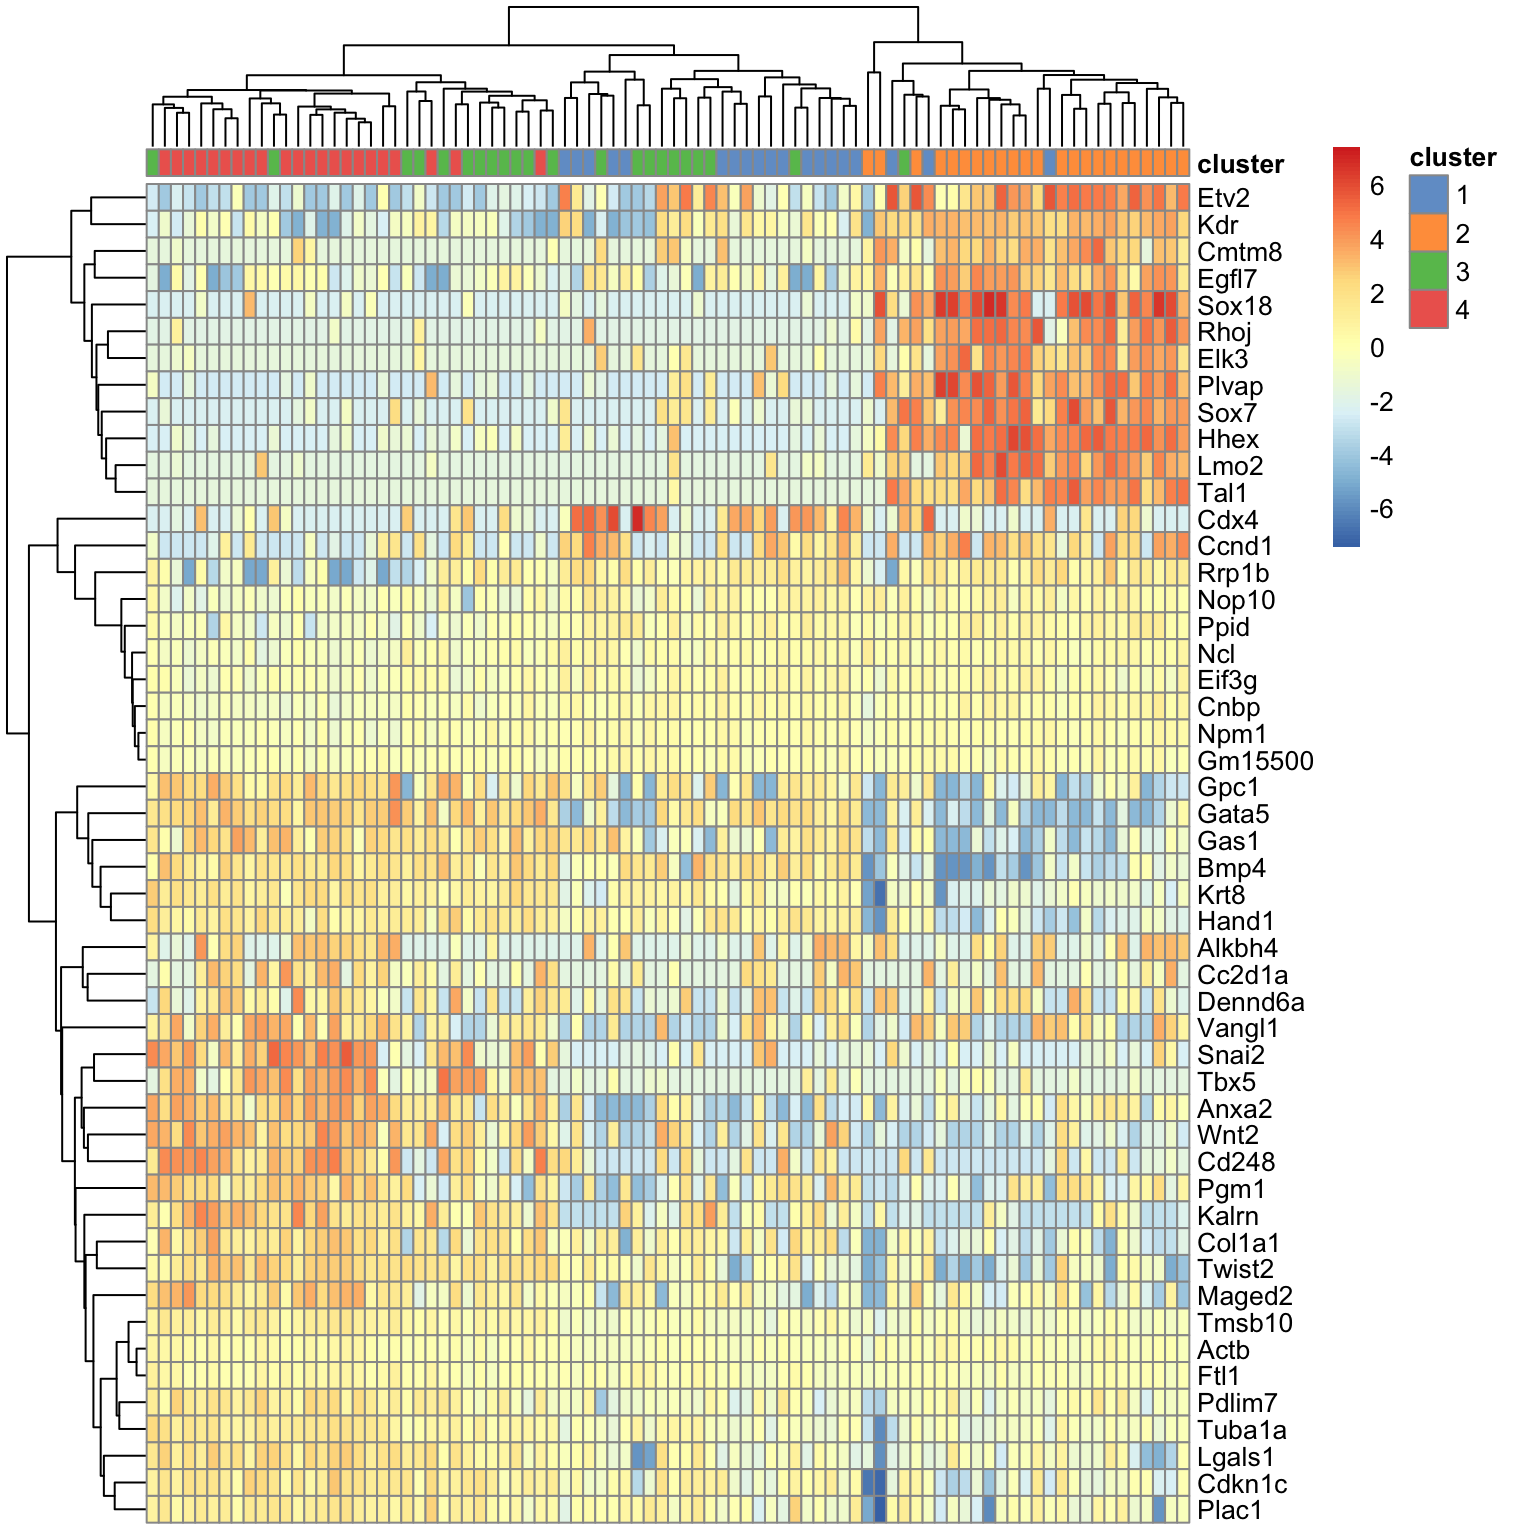 cluster
Etv2
Kdr
Cmtm8
Egfl7
Sox18
Rhoj
Elk3
Plvap
Sox7
Hhex
Lmo2
Tal1
Cdx4
Ccnd1
Rrp1b
Nop10
Ppid
Ncl
Eif3g
Cnbp
Npm1
Gm15500
Gpc1
Gata5
Gas1
Bmp4
Krt8
Hand1
Alkbh4
Cc2d1a
Dennd6a
Vangl1
Snai2
Tbx5
Anxa2
Wnt2
Cd248
Pgm1
Kalrn
Col1a1
Twist2
Maged2
Tmsb10
Actb
Ftl1
Pdlim7
Tuba1a
Lgals1
Cdkn1c
Plac1
6
4
2
0
-2
-4
-6
cluster
1
2
3
4